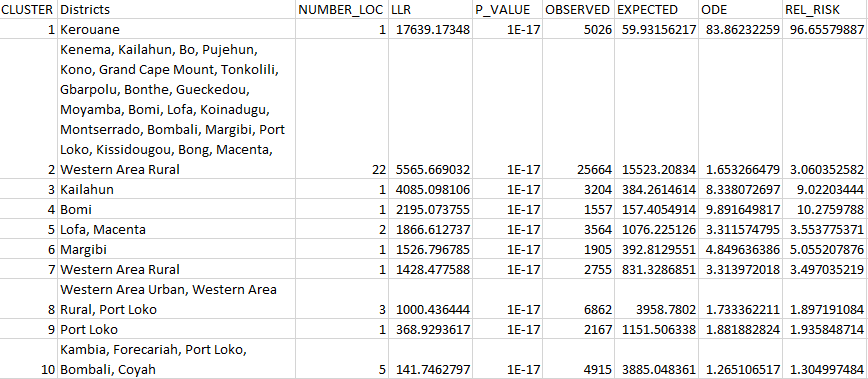 CLUSTER Districts NUMBER_LOC LLR P_VALUE OBSERVED EXPECTED ODE REL_RISK
1 Kerouane 1 17639.17348 1E-17 5026 59.93156217 83.86232259 96.65579887
Kenema, Kailahun, Bo, Pujehun,
Kono, Grand Cape Mount, Tonkolili,
Gbarpolu, Bonthe, Gueckedou,
Moyamba, Bomi, Lofa, Koinadugu,
Montserrado, Bombali, Margibi, Port
Loko, Kissidougou, Bong, Macenta,
2 Western Area Rural 22 5565.669032 1E-17 25664 15523.20834 1.653266479 3.060352582
3 Kailahun 1 4085.098106 1E-17 3204 384.2614614 8.338072697 9.02203444
4 Bomi 1 2195.073755 1E-17 1557 157.4054914 9.891649817 10.2759788
5 Lofa, Macenta 2 1866.612737 1E-17 3564 1076.225126 3.311574795 3.553775371
6 Margibi 1 1526.796785 1E-17 1905 392.8129551 4.849636386 5.055207876
7 Western Area Rural 1 1428.477588 1E-17 2755 831.3286851 3.313972018 3.497035219
Western Area Urban, Western Area
8 Rural, Port Loko 3 1000.436444 1E-17 6862 3958.7802 1.733362211 1.897191084
9 Port Loko 1 368.9293617 1E-17 2167 1151.506338 1.881882824 1.935848714
Kambia, Forecariah, Port Loko,
10 Bombali, Coyah 5 141.7462797 1E-17 4915 3885.048361 1.265106517 1.304997484